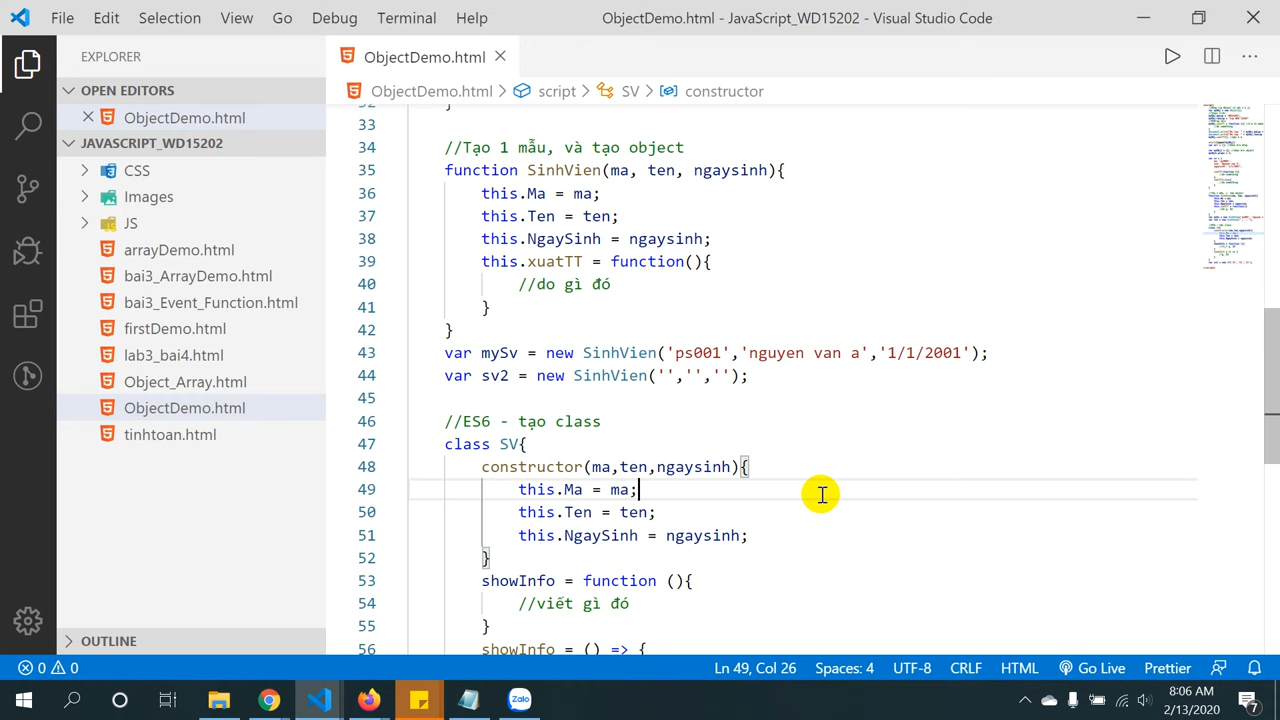 File Edit Selection View Go Debug Terminal Help ObjectDemo.html - JavaScript_WD15202 - Visual Studio Code
EXPLORER
OPEN EDITORS
ObjectDemo.html
JAVASCRIPT_WD15202
CSS
Images
JS
arrayDemo.html
bai3_ArrayDemo.html
bai3_Event_Function.html
firstDemo.html
lab3_bai4.html
Object_Array.html
ObjectDemo.html
tinhtoan.html
OUTLINE
ObjectDemo.html
ObjectDemo.html > script > SV > constructor
32 }
33
34 //Tạo 1 mẫu, và tạo object
35 function SinhVien(ma, ten, ngaysinh){
36 this.Ma = ma;
37 this.Ten = ten;
38 this.NgaySinh = ngaysinh;
39 this.XuatTT = function(){
40 //do gì đó
41 }
42 }
43 var mySv = new SinhVien('ps001','nguyen van a','1/1/2001');
44 var sv2 = new SinhVien('','','');
45
46 //ES6 - tạo class
47 class SV{
48 constructor(ma,ten,ngaysinh){
49 this.Ma = ma;
50 this.Ten = ten;
51 this.NgaySinh = ngaysinh;
52 }
53 showInfo = function (){
54 //viết gì đó
55 }
56 showInfo = () => {
0 0 Ln 49, Col 26 Spaces: 4 UTF-8 CRLF HTML Go Live Prettier
Zalo
8:06 AM
2/13/2020
7